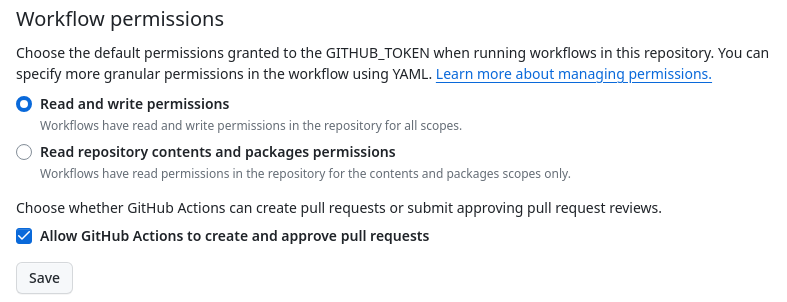 Workflow permissions
Choose the default permissions granted to the GITHUB_TOKEN when running workflows in this repository. You can
specify more granular permissions in the workflow using YAML. Learn more about managing permissions.
Read and write permissions
Workflows have read and write permissions in the repository for all scopes.
Read repository contents and packages permissions
Workflows have read permissions in the repository for the contents and packages scopes only.
Choose whether GitHub Actions can create pull requests or submit approving pull request reviews.
Allow GitHub Actions to create and approve pull requests
Save